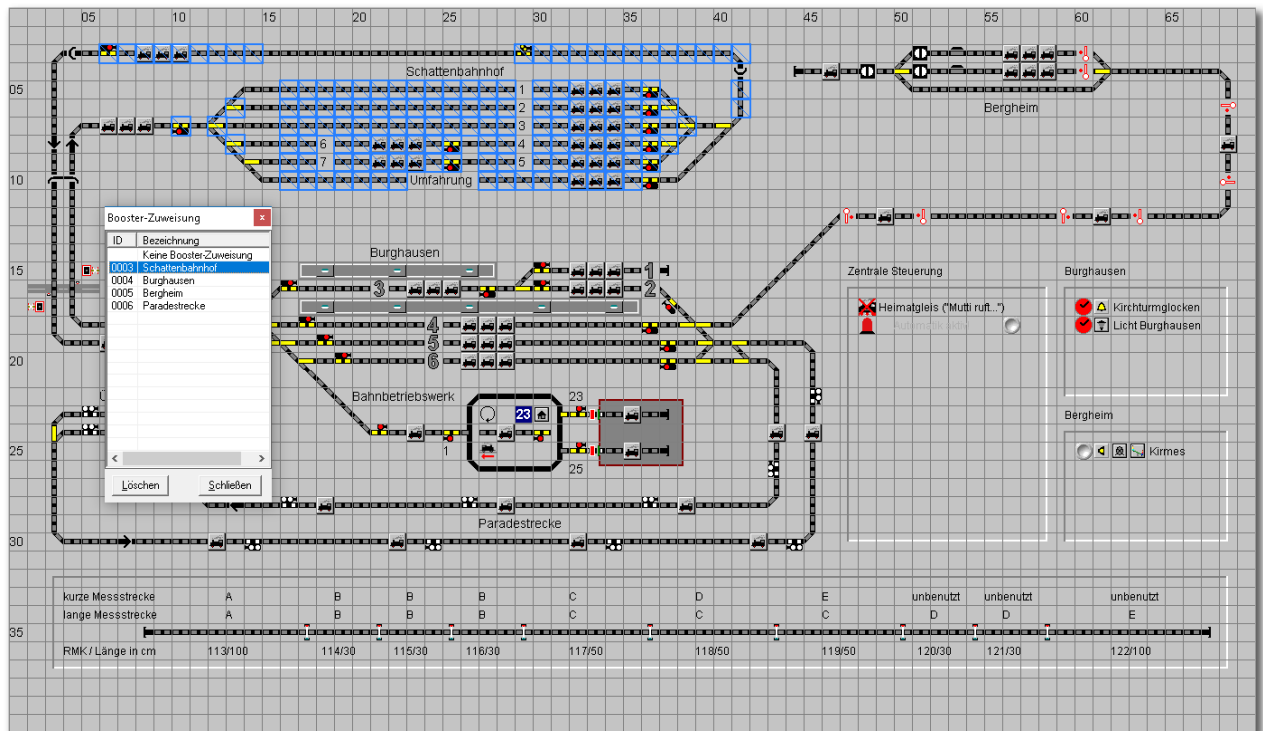 05 10 15 20 25 30 35 40 45 50 55 60 65
Schattenbahnhof
05
1
Bergheim
2
3
6 4
7 5
10 Umfahrung
Booster-Zuweisung x
ID Bezeichnung
Keine Booster-Zuweisung
0003 Schattenbahnhof
0004 Burghausen
0005 Bergheim
0006 Paradestrecke
Löschen Schließen
Burghausen
15 1
3 2
4
5
20 6
Zentrale Steuerung
Heimatgleis ("Mutti ruft...")
Burghausen
Kirchturmglocken
Licht Burghausen
Ü
Bahnbetriebswerk 23
23
25 1
25
Bergheim
Kirmes
Paradestrecke
30
kurze Messstrecke A B B B C D E unbenutzt unbenutzt unbenutzt
lange Messstrecke A B B B C C C D D E
35
RMK / Länge in cm 113/100 114/30 115/30 116/30 117/50 118/50 119/50 120/30 121/30 122/100